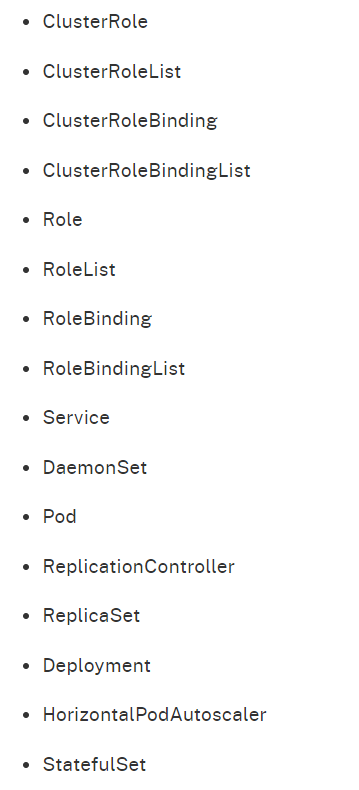 ClusterRole
ClusterRoleList
ClusterRoleBinding
ClusterRoleBindingList
Role
RoleList
RoleBinding
RoleBindingList
Service
DaemonSet
Pod
ReplicationController
ReplicaSet
Deployment
HorizontalPodAutoscaler
StatefulSet